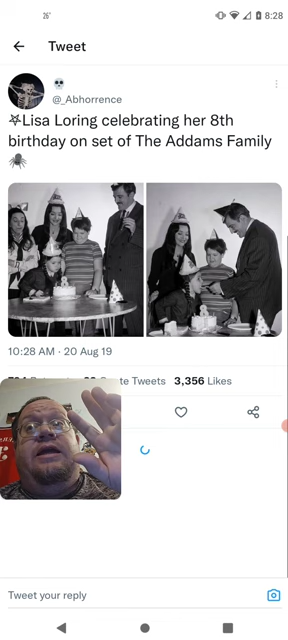 26°
8:28
Tweet
@_Abhorrence
⛧Lisa Loring celebrating her 8th
birthday on set of The Addams Family
🕷
10:28 AM · 20 Aug 19
Tweets 3,356 Likes
Tweet your reply